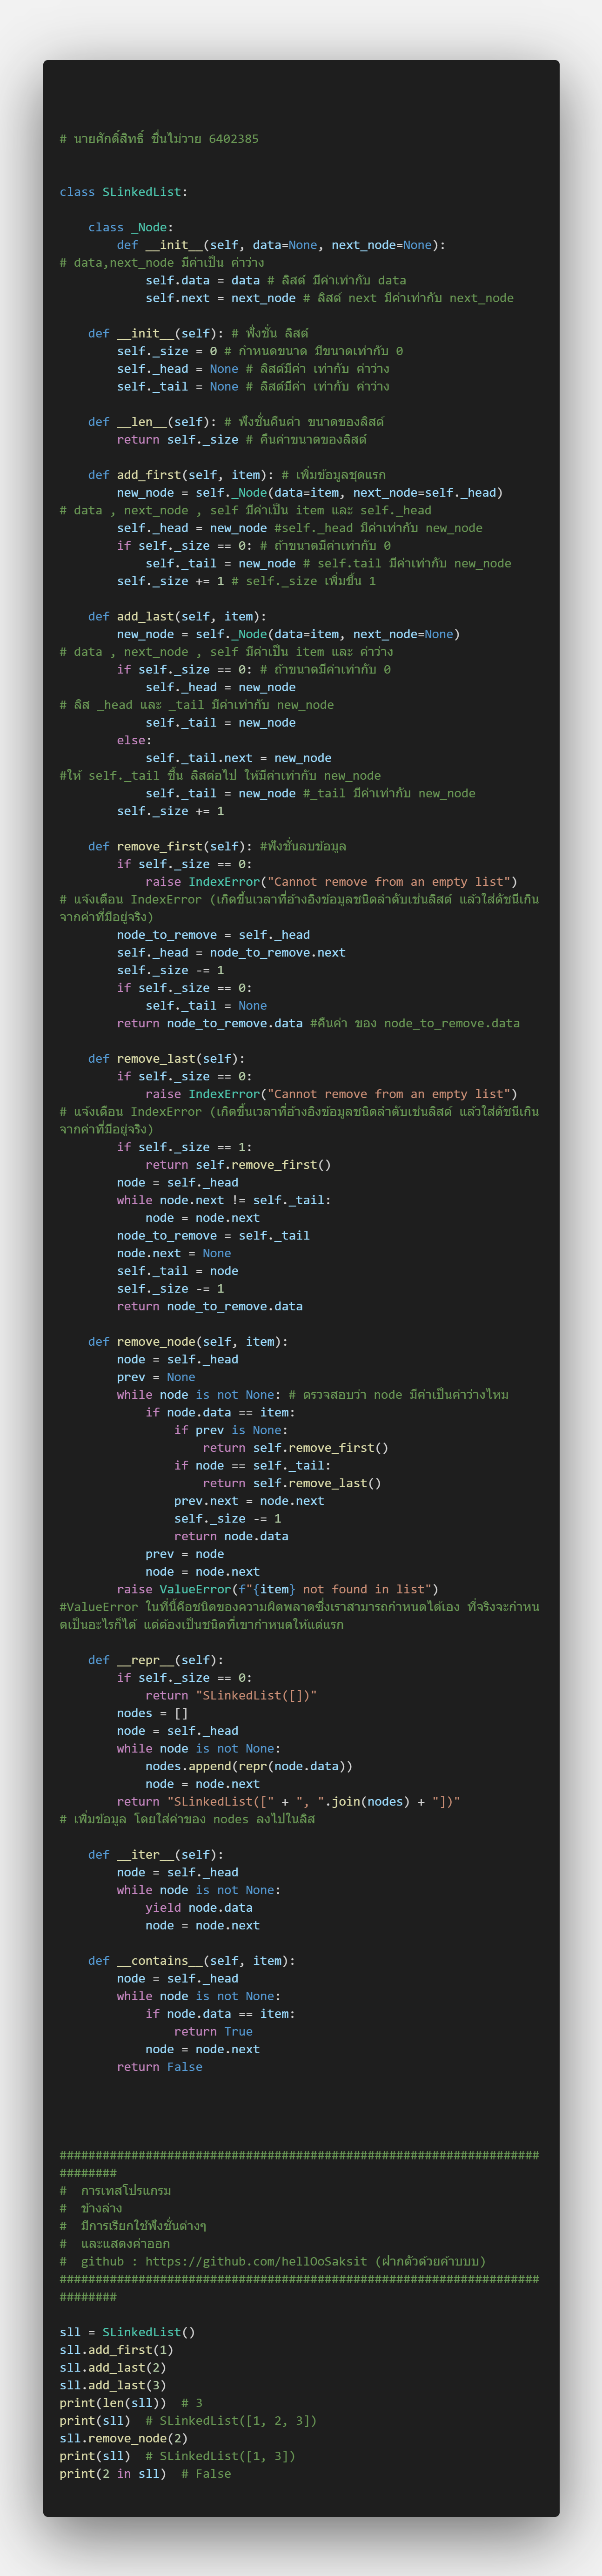 # นายศักดิ์สิทธิ์ ชื่นไม่วาย 6402385
class SLinkedList:
    class _Node:
        def __init__(self, data=None, next_node=None):
# data,next_node มีค่าเป็น ค่าว่าง
            self.data = data # ลิสต์ มีค่าเท่ากับ data
            self.next = next_node # ลิสต์ next มีค่าเท่ากับ next_node
    def __init__(self): # ฟั่งชั่น ลิสต์
        self._size = 0 # กำหนดขนาด มีขนาดเท่ากับ 0
        self._head = None # ลิสต์มีค่า เท่ากับ ค่าว่าง
        self._tail = None # ลิสต์มีค่า เท่ากับ ค่าว่าง
    def __len__(self): # ฟังชั่นคืนค่า ขนาดของลิสต์
        return self._size # คืนค่าขนาดของลิสต์
    def add_first(self, item): # เพิ่มข้อมูลชุดแรก
        new_node = self._Node(data=item, next_node=self._head)
# data , next_node , self มีค่าเป็น item และ self._head
        self._head = new_node #self._head มีค่าเท่ากับ new_node
        if self._size == 0: # ถ้าขนาดมีค่าเท่ากับ 0
            self._tail = new_node # self.tail มีค่าเท่ากับ new_node
        self._size += 1 # self._size เพิ่มขึ้น 1
    def add_last(self, item):
        new_node = self._Node(data=item, next_node=None)
# data , next_node , self มีค่าเป็น item และ ค่าว่าง
        if self._size == 0: # ถ้าขนาดมีค่าเท่ากับ 0
            self._head = new_node
# ลิส _head และ _tail มีค่าเท่ากับ new_node
            self._tail = new_node
        else:
            self._tail.next = new_node
#ให้ self._tail ชี้น ลิสต่อไป ให้มีค่าเท่ากับ new_node
            self._tail = new_node #_tail มีค่าเท่ากับ new_node
        self._size += 1
    def remove_first(self): #ฟังชั่นลบข้อมูล
        if self._size == 0:
            raise IndexError("Cannot remove from an empty list")
# แจ้งเตือน IndexError (เกิดขึ้นเวลาที่อ้างอิงข้อมูลชนิดลำดับเช่นลิสต์ แล้วใส่ดัชนีเกิน
จากค่าที่มีอยู่จริง)
        node_to_remove = self._head
        self._head = node_to_remove.next
        self._size -= 1
        if self._size == 0:
            self._tail = None
        return node_to_remove.data #คืนค่า ของ node_to_remove.data
    def remove_last(self):
        if self._size == 0:
            raise IndexError("Cannot remove from an empty list")
# แจ้งเตือน IndexError (เกิดขึ้นเวลาที่อ้างอิงข้อมูลชนิดลำดับเช่นลิสต์ แล้วใส่ดัชนีเกิน
จากค่าที่มีอยู่จริง)
        if self._size == 1:
            return self.remove_first()
        node = self._head
        while node.next != self._tail:
            node = node.next
        node_to_remove = self._tail
        node.next = None
        self._tail = node
        self._size -= 1
        return node_to_remove.data
    def remove_node(self, item):
        node = self._head
        prev = None
        while node is not None: # ตรวจสอบว่า node มีค่าเป็นค่าว่างไหม
            if node.data == item:
                if prev is None:
                    return self.remove_first()
                if node == self._tail:
                    return self.remove_last()
                prev.next = node.next
                self._size -= 1
                return node.data
            prev = node
            node = node.next
        raise ValueError(f"{item} not found in list")
#ValueError ในที่นี้คือชนิดของความผิดพลาดซึ่งเราสามารถกำหนดได้เอง ที่จริงจะกำหน
ดเป็นอะไรก็ได้ แต่ต้องเป็นชนิดที่เขากำหนดให้แต่แรก
    def __repr__(self):
        if self._size == 0:
            return "SLinkedList([])"
        nodes = []
        node = self._head
        while node is not None:
            nodes.append(repr(node.data))
            node = node.next
        return "SLinkedList([" + ", ".join(nodes) + "])"
# เพิ่มข้อมูล โดยใส่ค่าของ nodes ลงไปในลิส
    def __iter__(self):
        node = self._head
        while node is not None:
            yield node.data
            node = node.next
    def __contains__(self, item):
        node = self._head
        while node is not None:
            if node.data == item:
                return True
            node = node.next
        return False
###################################################################
########
#  การเทสโปรแกรม
#  ข้างล่าง
#  มีการเรียกใช้ฟังชั่นต่างๆ
#  และแสดงค่าออก
#  github : https://github.com/hellOoSaksit (ฝากตัวด้วยค้าบบบ)
###################################################################
########
sll = SLinkedList()
sll.add_first(1)
sll.add_last(2)
sll.add_last(3)
print(len(sll))  # 3
print(sll)  # SLinkedList([1, 2, 3])
sll.remove_node(2)
print(sll)  # SLinkedList([1, 3])
print(2 in sll)  # False